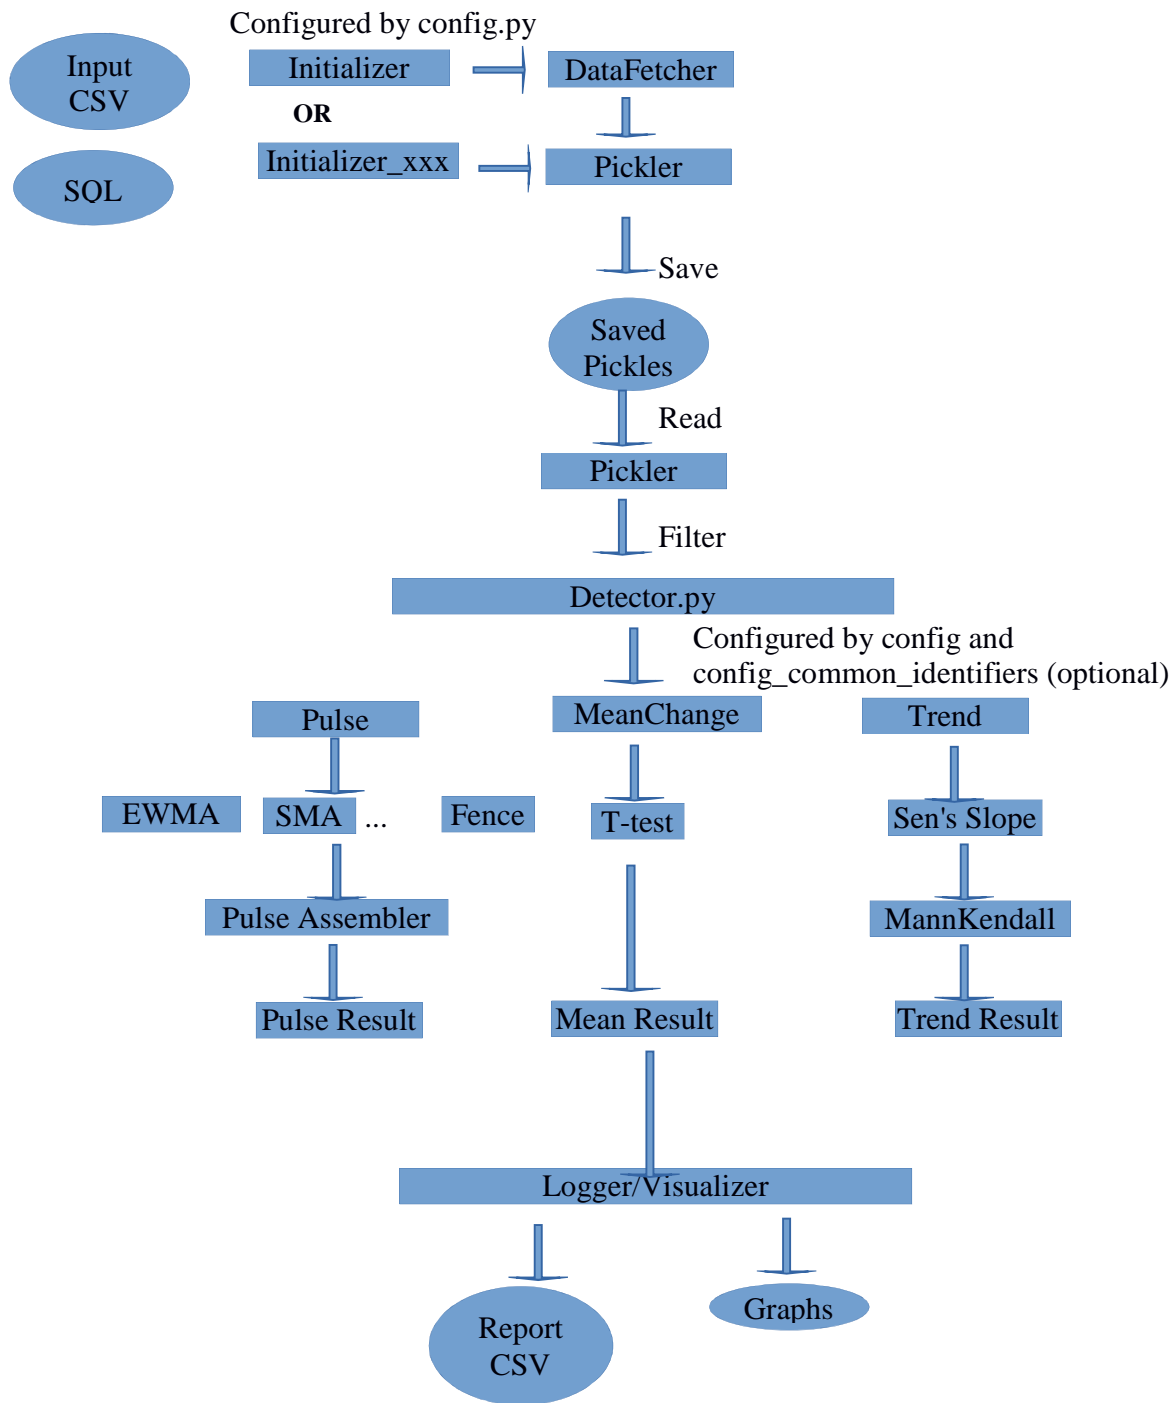 Configured by config.py
Input
CSV
Initializer
DataFetcher
OR
SQL
Initializer_xxx
Pickler
Save
Saved
Pickles
Read
Pickler
Filter
Detector.py
Configured by config and
config_common_identifiers (optional)
Pulse
MeanChange
Trend
EWMA
SMA
...
Fence
T-test
Sen's Slope
Pulse Assembler
MannKendall
Pulse Result
Mean Result
Trend Result
Logger/Visualizer
Report
CSV
Graphs